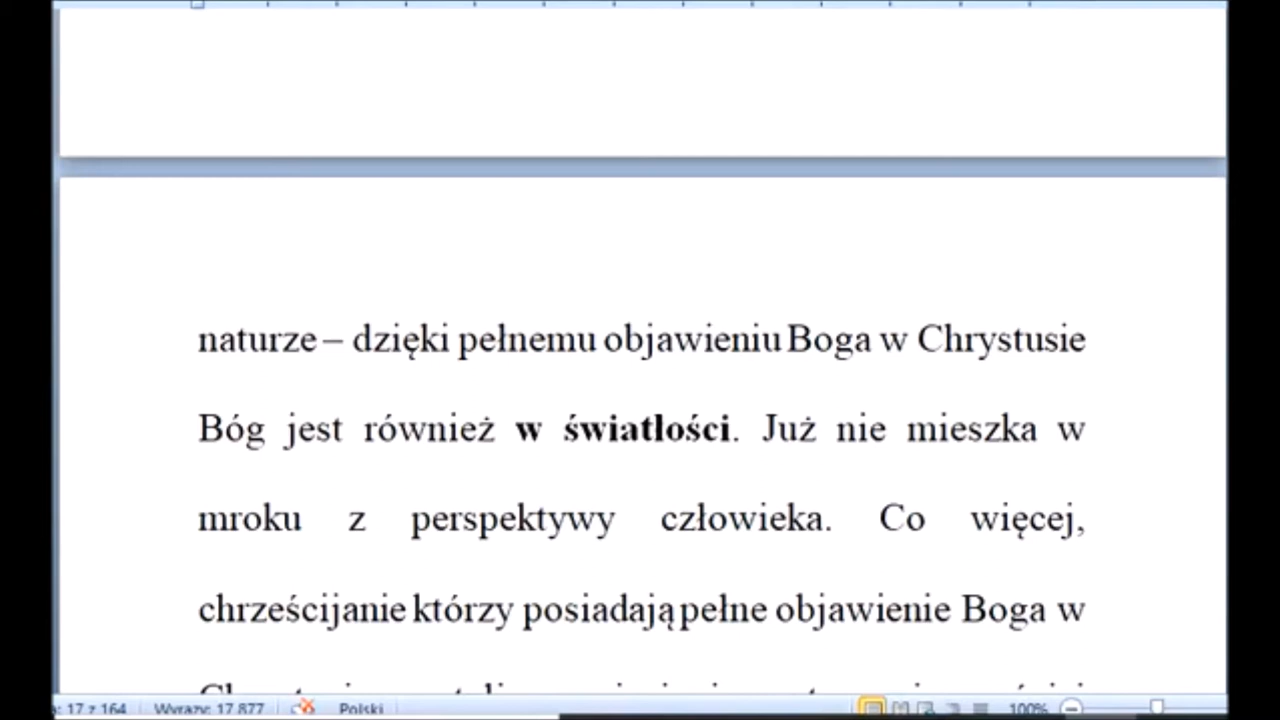 naturze – dzięki pełnemu objawieniu Boga w Chrystusie
Bóg jest również w światłości. Już nie mieszka w
mroku z perspektywy człowieka. Co więcej,
chrześcijanie którzy posiadają pełne objawienie Boga w
: 17 z 164 Wyrazy: 17 877 Polski 100%